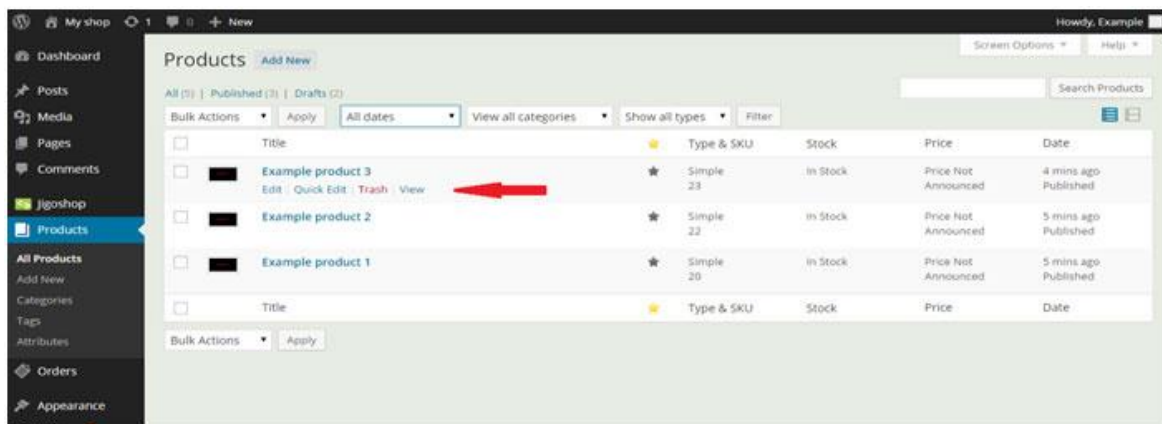 My shop 1 0 + New Howdy, Example
Dashboard
Posts
Media
Pages
Comments
Jigoshop
Products
All Products
Add New
Categories
Tags
Attributes
Orders
Appearance
Screen Options Help
Products Add New
All (5) | Published (3) | Drafts (2)
Search Products
Bulk Actions Apply All dates View all categories Show all types Filter
Title Type & SKU Stock Price Date
Example product 3 Simple In Stock Price Not 4 mins ago
Edit | Quick Edit | Trash | View 23 Announced Published
Example product 2 Simple In Stock Price Not 5 mins ago
22 Announced Published
Example product 1 Simple In Stock Price Not 5 mins ago
20 Announced Published
Title Type & SKU Stock Price Date
Bulk Actions Apply